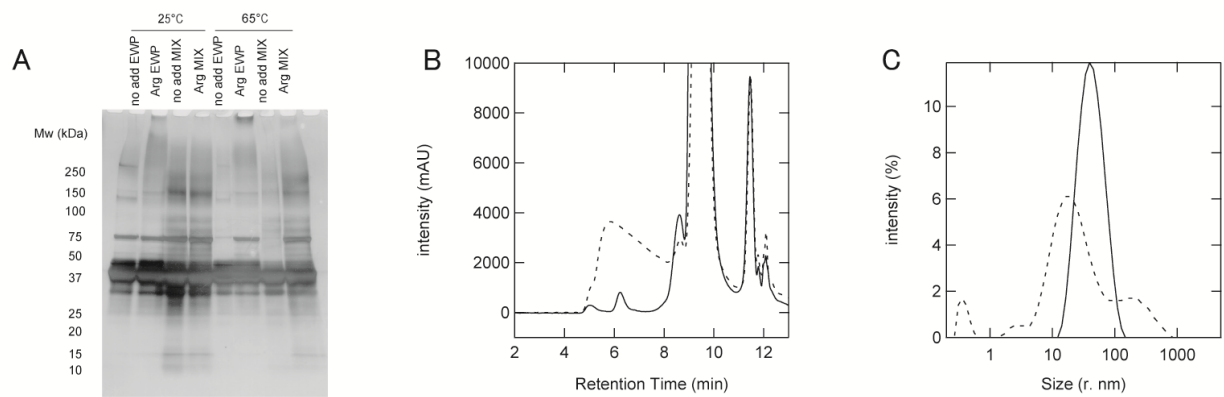 A
25°C 65°C
no add EWP
Arg EWP
no add MIX
Arg MIX
no add EWP
Arg EWP
no add MIX
Arg MIX
Mw (kDa)
250
150
100
75
50
37
25
20
15
10
B
10000
8000
6000
4000
2000
0
intensity (mAU)
2 4 6 8 10 12
Retention Time (min)
C
10
8
6
4
2
0
intensity (%)
1 10 100 1000
Size (r. nm)